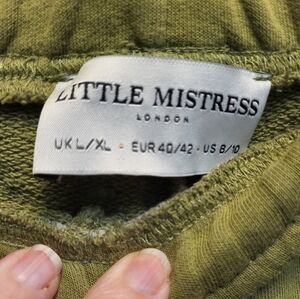 LITTLE MISTRESS
LONDON
UK L/XL • EUR 40/42 • US 8/10